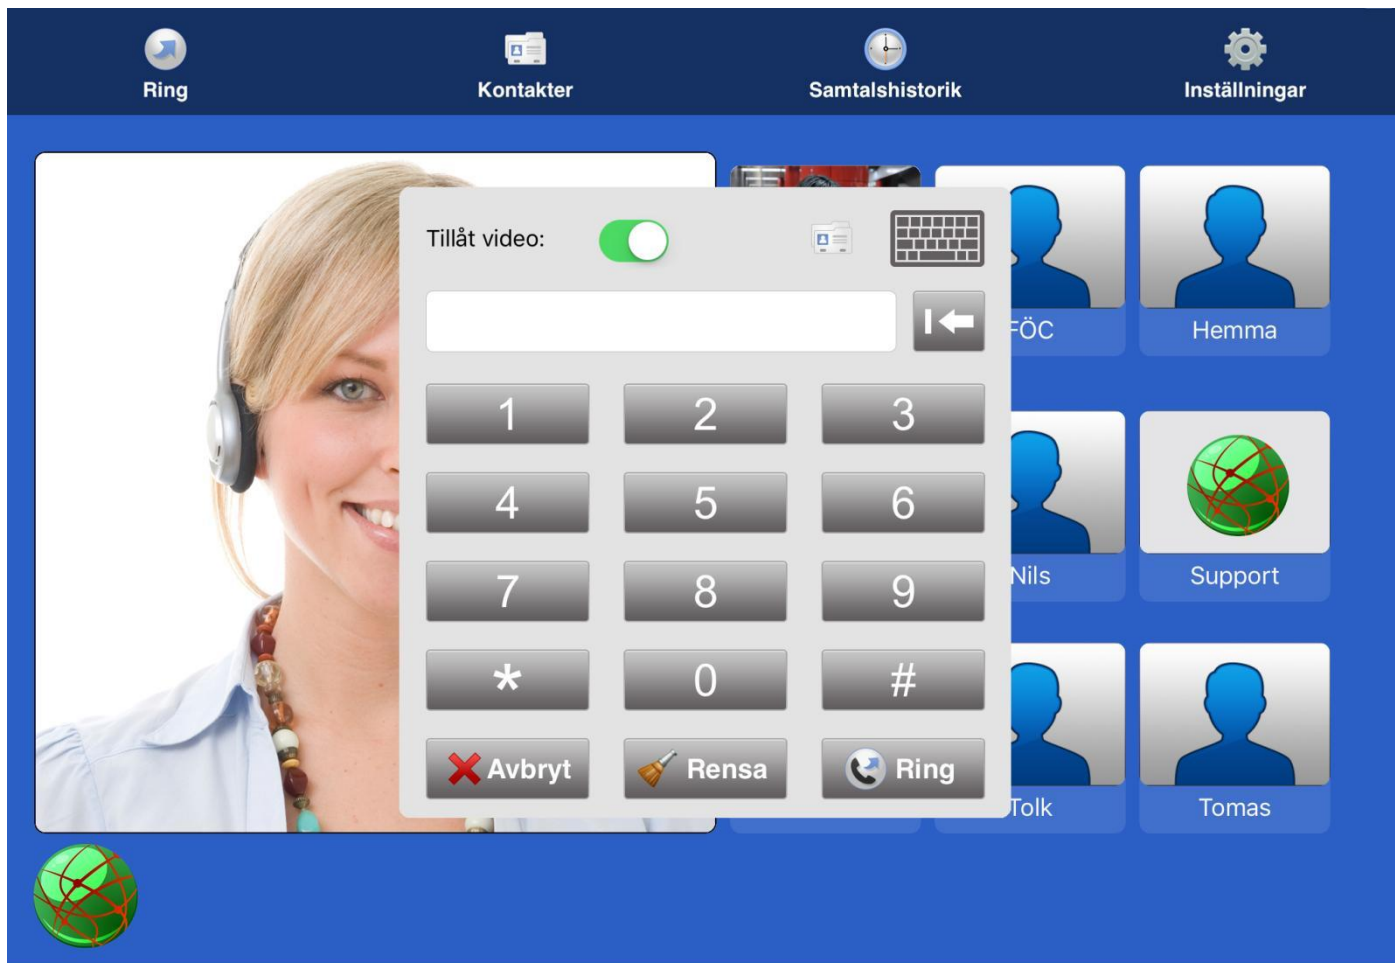 Ring
Kontakter
Samtalshistorik
Inställningar
Tillåt video:
FÖC
Hemma
1
2
3
4
5
6
Nils
Support
7
8
9
*
0
#
Avbryt
Rensa
Ring
Tolk
Tomas